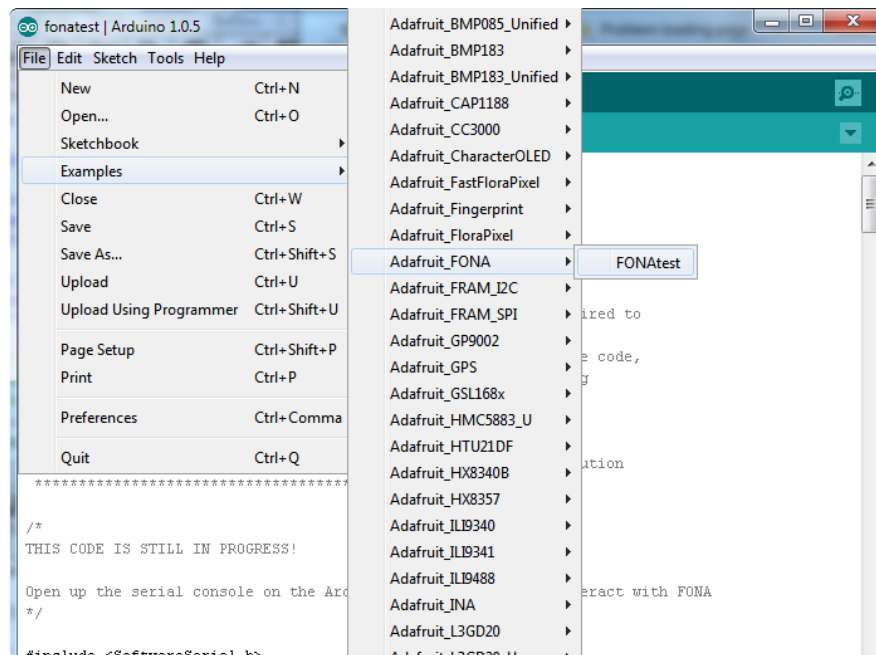 fonatest | Arduino 1.0.5
File Edit Sketch Tools Help
New Ctrl+N
Open... Ctrl+O
Sketchbook
Examples
Close Ctrl+W
Save Ctrl+S
Save As... Ctrl+Shift+S
Upload Ctrl+U
Upload Using Programmer Ctrl+Shift+U
Page Setup Ctrl+Shift+P
Print Ctrl+P
Preferences Ctrl+Comma
Quit Ctrl+Q
Adafruit_BMP085_Unified
Adafruit_BMP183
Adafruit_BMP183_Unified
Adafruit_CAP1188
Adafruit_CC3000
Adafruit_CharacterOLED
Adafruit_FastFloraPixel
Adafruit_Fingerprint
Adafruit_FloraPixel
Adafruit_FONA
Adafruit_FRAM_I2C
Adafruit_FRAM_SPI
Adafruit_GP9002
Adafruit_GPS
Adafruit_GSL168x
Adafruit_HMC5883_U
Adafruit_HTU21DF
Adafruit_HX8340B
Adafruit_HX8357
Adafruit_ILI9340
Adafruit_ILI9341
Adafruit_ILI9488
Adafruit_INA
Adafruit_L3GD20
Adafruit_L3GD20_U
FONAtest
ired to
e code,
g
ution
************************************
/*
THIS CODE IS STILL IN PROGRESS!
Open up the serial console on the Ard
eract with FONA
*/
#include <SoftwareSerial.h>